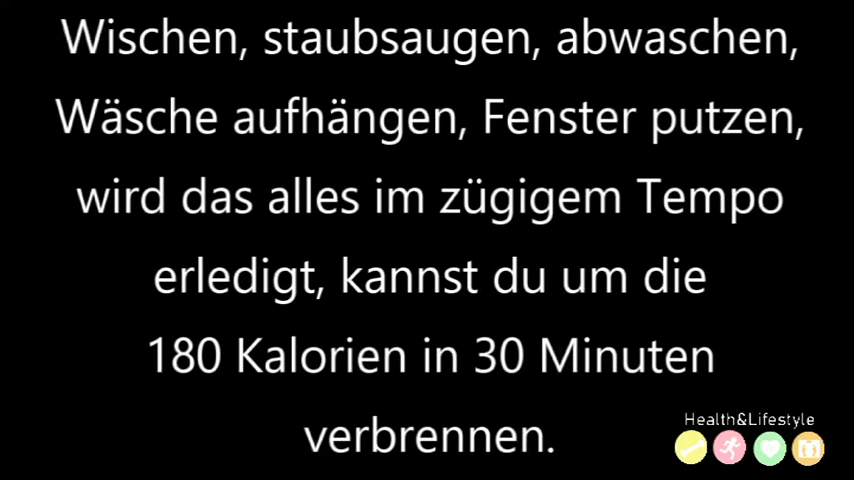 Wischen, staubsaugen, abwaschen,
Wäsche aufhängen, Fenster putzen,
wird das alles im zügigem Tempo
erledigt, kannst du um die
180 Kalorien in 30 Minuten
verbrennen.
Health&Lifestyle